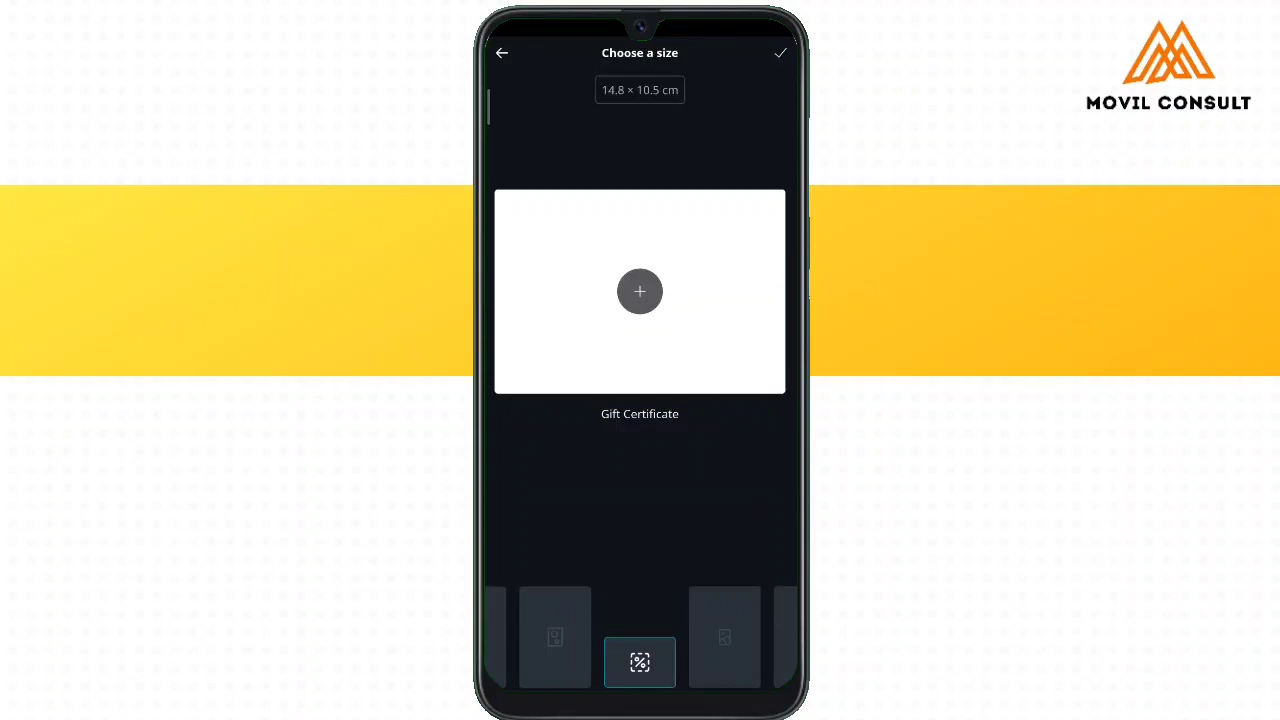 Choose a size
14.8 × 10.5 cm
MOVIL CONSULT
Gift Certificate